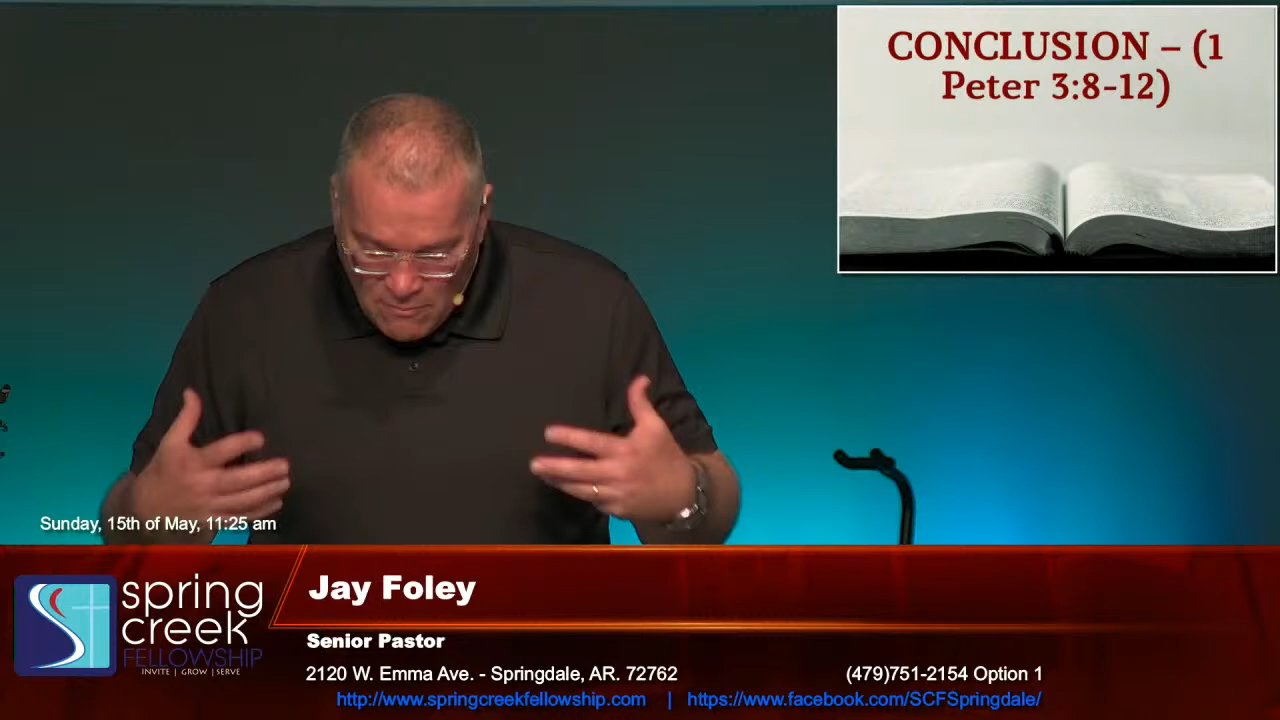 CONCLUSION – (1
Peter 3:8-12)
Sunday, 15th of May, 11:25 am
spring
creek
FELLOWSHIP
INVITE | GROW | SERVE
Jay Foley
Senior Pastor
2120 W. Emma Ave. - Springdale, AR. 72762
(479)751-2154 Option 1
http://www.springcreekfellowship.com | https://www.facebook.com/SCFSpringdale/